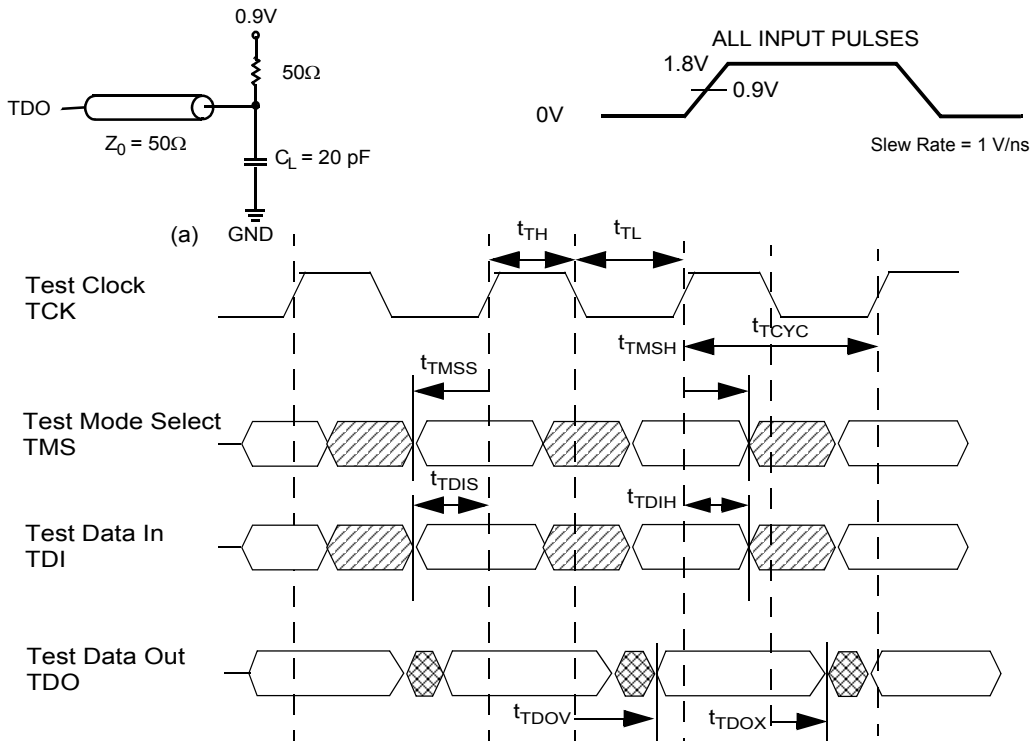 0.9V
50Ω
TDO
Z0 = 50Ω
CL = 20 pF
(a)
GND
ALL INPUT PULSES
1.8V
0.9V
0V
Slew Rate = 1 V/ns
tTH
tTL
Test Clock
TCK
tTCYC
tTMSH
tTMSS
Test Mode Select
TMS
tTDIS
tTDIH
Test Data In
TDI
Test Data Out
TDO
tTDOV
tTDOX